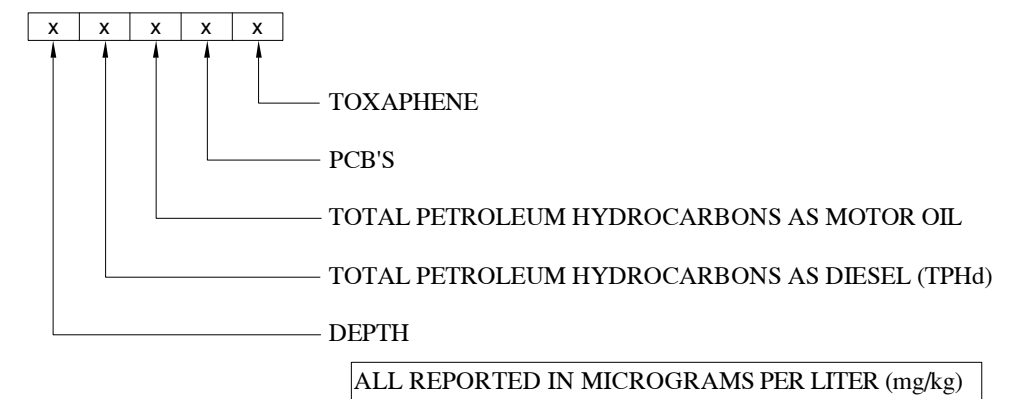 x x x x x
TOXAPHENE
PCB'S
TOTAL PETROLEUM HYDROCARBONS AS MOTOR OIL
TOTAL PETROLEUM HYDROCARBONS AS DIESEL (TPHd)
DEPTH
ALL REPORTED IN MICROGRAMS PER LITER (mg/kg)